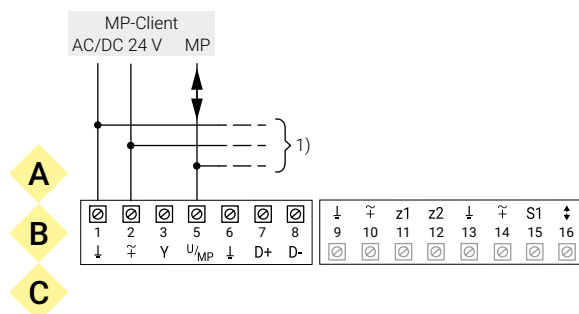 MP-Client
AC/DC 24 V MP
1)
A
⏊ ∓̃ z1 z2 ⏊ ∓̃ S1
B
1 2 3 5 6 7 8 9 10 11 12 13 14 15 16
⏊ ∓̃ Y U/MP ⏊ D+ D-
C